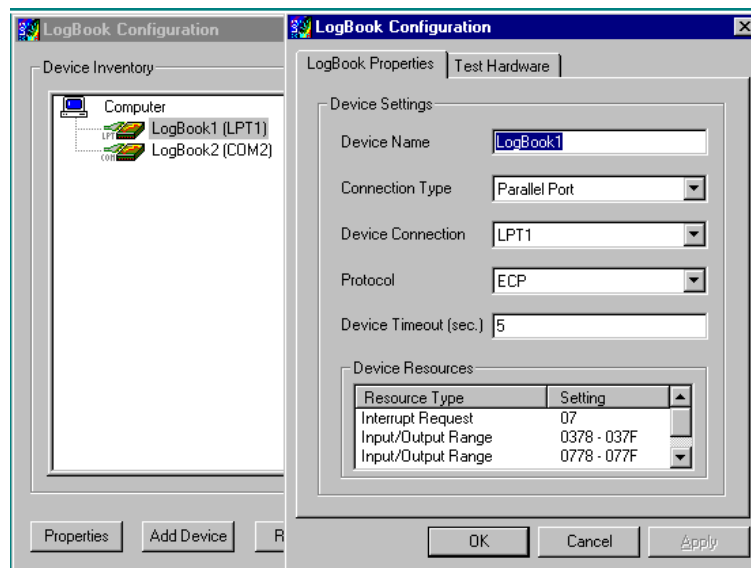 LogBook Configuration
Device Inventory
Computer
LPT LogBook1 (LPT1)
COM LogBook2 (COM2)
Properties
Add Device
R
LogBook Configuration
LogBook Properties
Test Hardware
Device Settings
Device Name LogBook1
Connection Type Parallel Port
Device Connection LPT1
Protocol ECP
Device Timeout (sec.) 5
Device Resources
Resource Type Setting
Interrupt Request 07
Input/Output Range 0378 - 037F
Input/Output Range 0778 - 077F
OK
Cancel
Apply